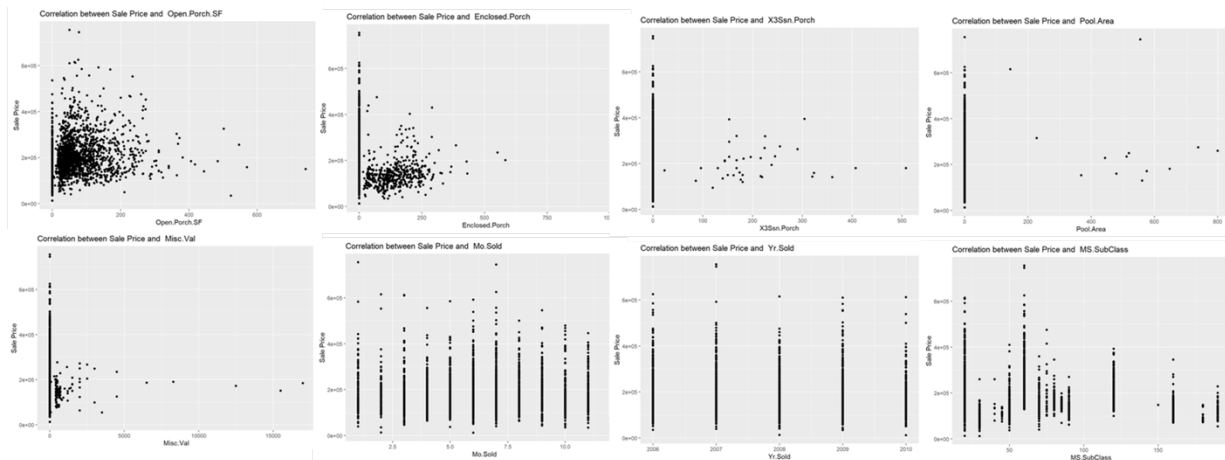 Correlation between Sale Price and Open.Porch.SF
6e+05
4e+05
2e+05
0e+00
Sale Price
0
200
400
600
Open.Porch.SF
Correlation between Sale Price and Enclosed.Porch
6e+05
4e+05
2e+05
0e+00
Sale Price
0
250
500
750
Enclosed.Porch
Correlation between Sale Price and X3Ssn.Porch
6e+05
4e+05
2e+05
0e+00
Sale Price
0
100
200
300
400
500
X3Ssn.Porch
Correlation between Sale Price and Pool.Area
6e+05
4e+05
2e+05
0e+00
Sale Price
0
200
400
600
800
Pool.Area
Correlation between Sale Price and Misc.Val
6e+05
4e+05
2e+05
0e+00
Sale Price
0
5000
10000
15000
Misc.Val
Correlation between Sale Price and Mo.Sold
6e+05
4e+05
2e+05
0e+00
Sale Price
2.5
5.0
7.5
10.0
Mo.Sold
Correlation between Sale Price and Yr.Sold
6e+05
4e+05
2e+05
0e+00
Sale Price
2006
2007
2008
2009
2010
Yr.Sold
Correlation between Sale Price and MS.SubClass
6e+05
4e+05
2e+05
0e+00
Sale Price
50
100
150
MS.SubClass